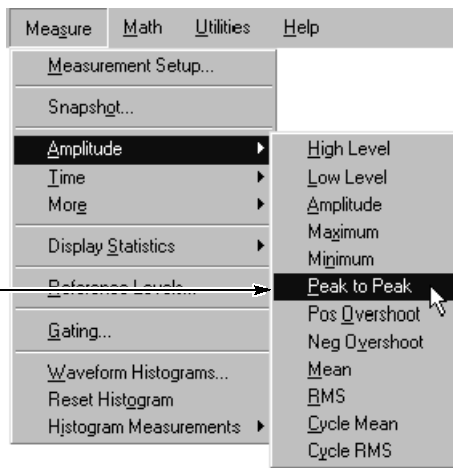 Measure Math Utilities Help
Measurement Setup...
Snapshot...
Amplitude
Time
More
Display Statistics
Reference Levels...
Gating...
Waveform Histograms...
Reset Histogram
Histogram Measurements
High Level
Low Level
Amplitude
Maximum
Minimum
Peak to Peak
Pos Overshoot
Neg Overshoot
Mean
RMS
Cycle Mean
Cycle RMS